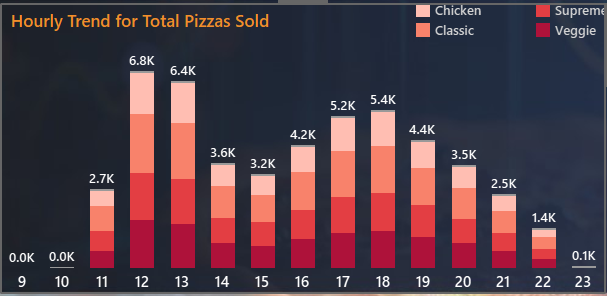 Hourly Trend for Total Pizzas Sold
Chicken
Supreme
Classic
Veggie
6.8K
6.4K
5.4K
5.2K
4.4K
4.2K
3.6K
3.5K
3.2K
2.7K
2.5K
1.4K
0.0K
0.0K
0.1K
9 10 11 12 13 14 15 16 17 18 19 20 21 22 23